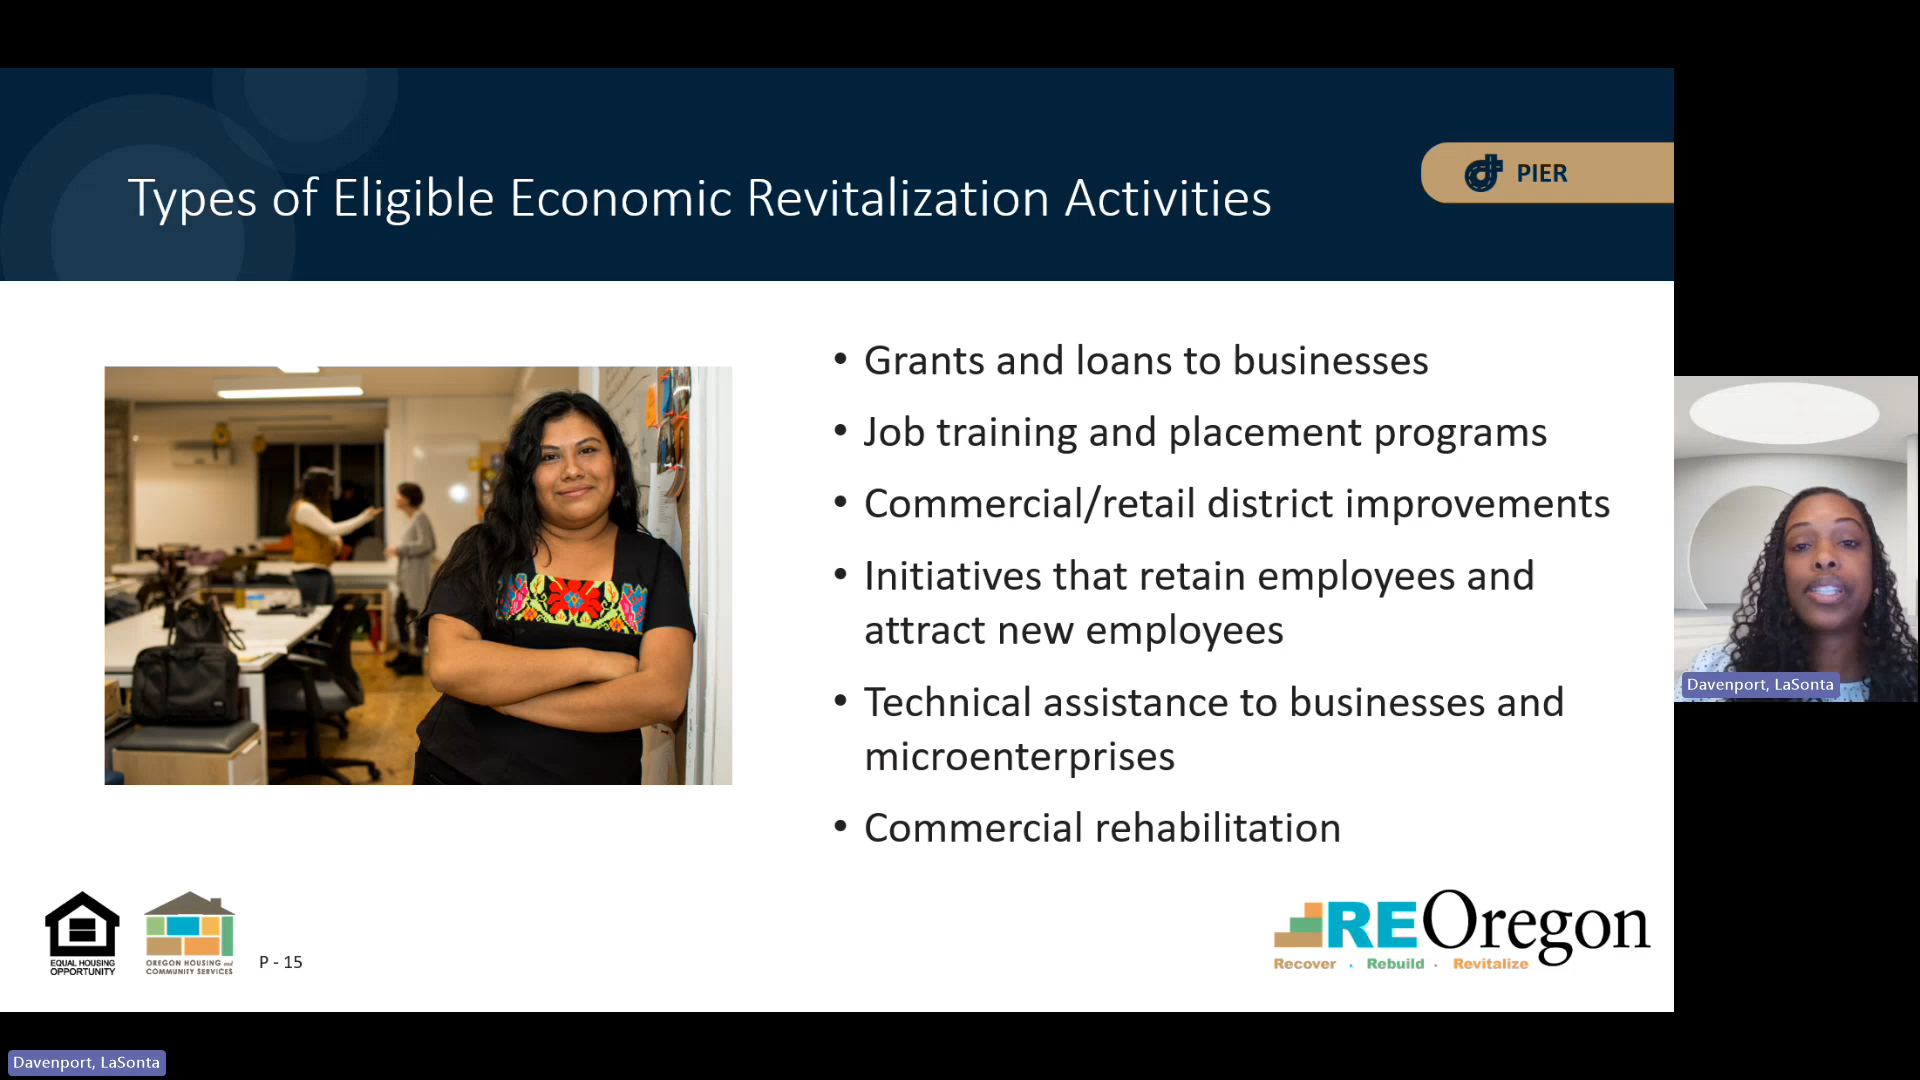 Types of Eligible Economic Revitalization Activities
PIER
• Grants and loans to businesses
• Job training and placement programs
• Commercial/retail district improvements
• Initiatives that retain employees and
attract new employees
• Technical assistance to businesses and
microenterprises
• Commercial rehabilitation
Davenport, LaSonta
EQUAL HOUSING
OPPORTUNITY
OREGON HOUSING and
COMMUNITY SERVICES
P - 15
REOregon
Recover . Rebuild . Revitalize
Davenport, LaSonta